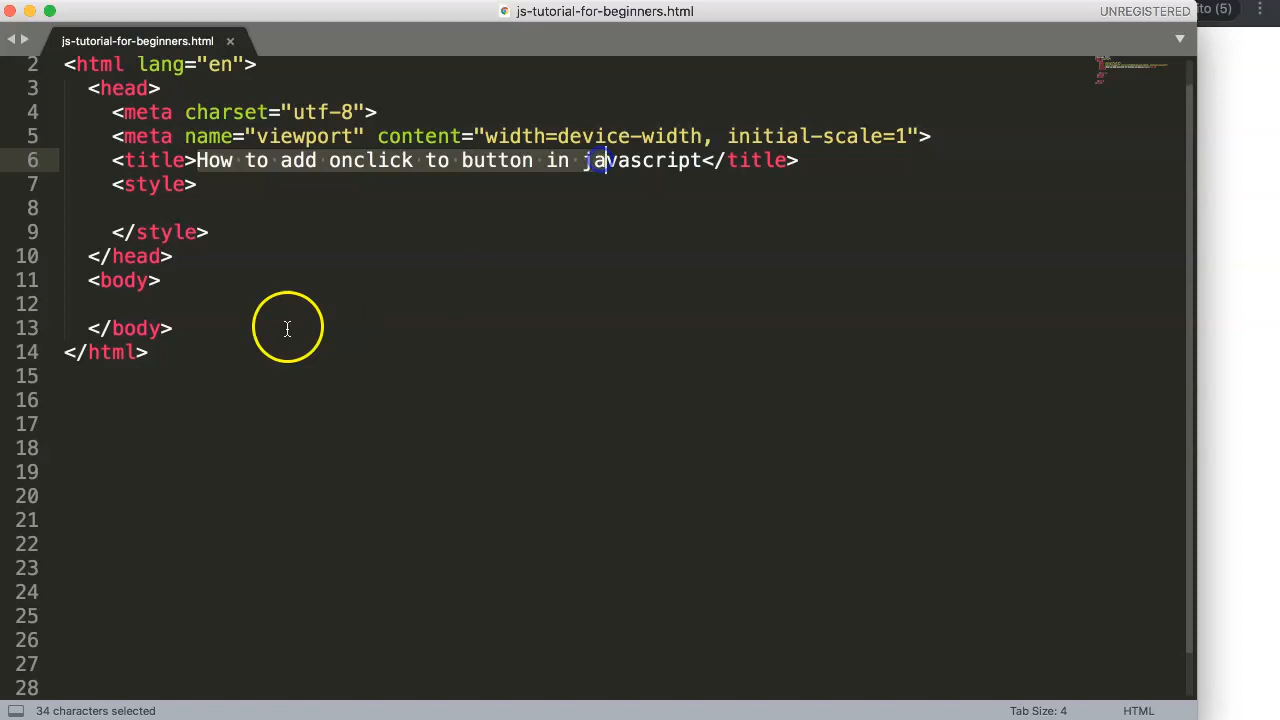 js-tutorial-for-beginners.html
UNREGISTERED
ito (5)
js-tutorial-for-beginners.html ×
2 <html lang="en">
3 <head>
4 <meta charset="utf-8">
5 <meta name="viewport" content="width=device-width, initial-scale=1">
6 <title>How to add onclick to button in javascript</title>
7 <style>
8
9 </style>
10 </head>
11 <body>
12
13 </body>
14 </html>
15
16
17
18
19
20
21
22
23
24
25
26
27
28
34 characters selected
Tab Size: 4
HTML